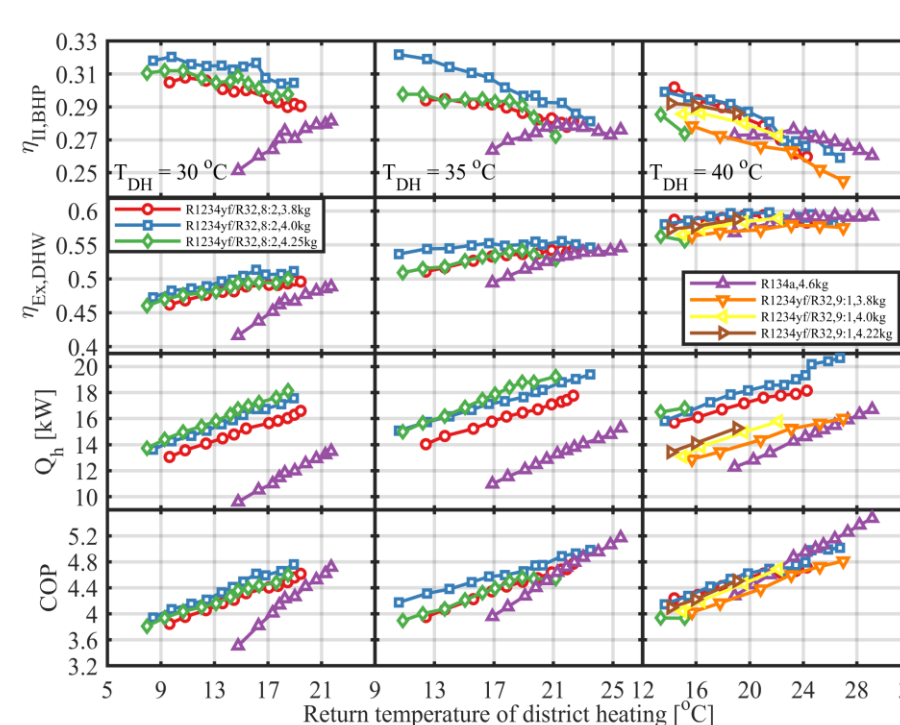 0.33
0.31
0.29
0.27
0.25
η_II,BHP
T_DH = 30 °C
T_DH = 35 °C
T_DH = 40 °C
0.6
0.55
0.5
0.45
0.4
η_Ex,DHW
R1234yf/R32,8:2,3.8kg
R1234yf/R32,8:2,4.0kg
R1234yf/R32,8:2,4.25kg
R134a,4.6kg
R1234yf/R32,9:1,3.8kg
R1234yf/R32,9:1,4.0kg
R1234yf/R32,9:1,4.22kg
20
18
16
14
12
10
Q_h [kW]
5.2
4.8
4.4
4
3.6
3.2
COP
5 9 13 17 21 9 13 17 21 25 12 16 20 24 28
Return temperature of district heating [°C]